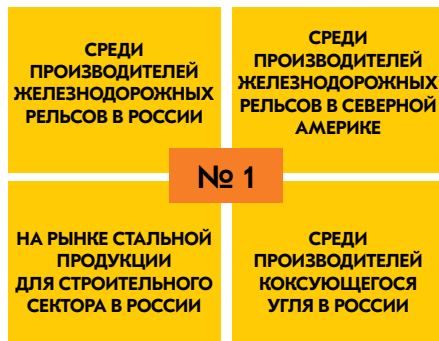 СРЕДИ
ПРОИЗВОДИТЕЛЕЙ
ЖЕЛЕЗНОДОРОЖНЫХ
РЕЛЬСОВ В РОССИИ
СРЕДИ
ПРОИЗВОДИТЕЛЕЙ
ЖЕЛЕЗНОДОРОЖНЫХ
РЕЛЬСОВ В СЕВЕРНОЙ
АМЕРИКЕ
№ 1
НА РЫНКЕ СТАЛЬНОЙ
ПРОДУКЦИИ
ДЛЯ СТРОИТЕЛЬНОГО
СЕКТОРА В РОССИИ
СРЕДИ
ПРОИЗВОДИТЕЛЕЙ
КОКСУЮЩЕГОСЯ
УГЛЯ В РОССИИ